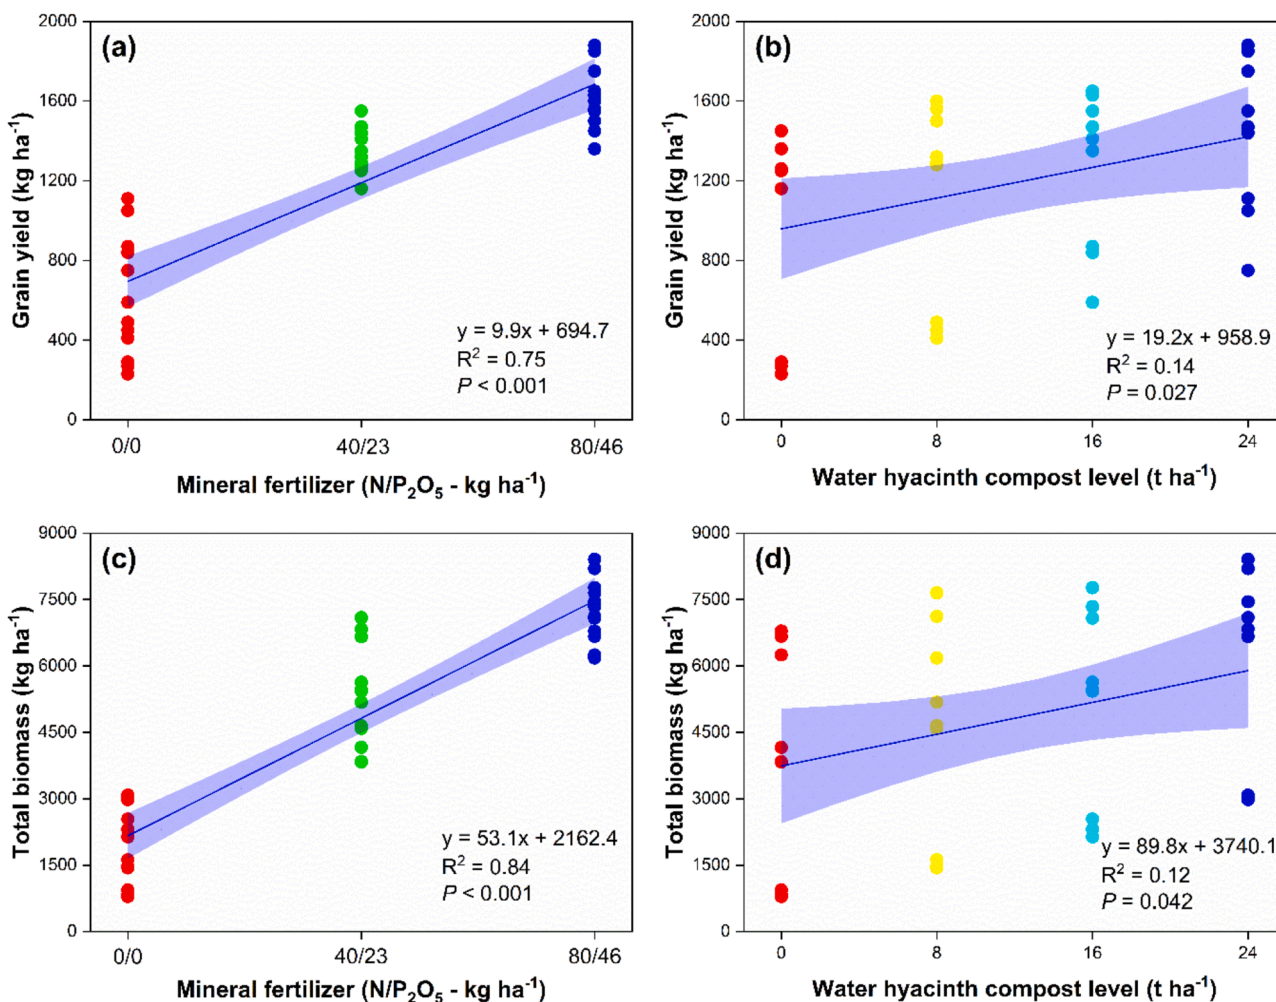 (a)
2000
1600
1200
800
400
0
Grain yield (kg ha⁻¹)
y = 9.9x + 694.7
R² = 0.75
P < 0.001
0/0 40/23 80/46
Mineral fertilizer (N/P₂O₅ - kg ha⁻¹)
(b)
2000
1600
1200
800
400
0
Grain yield (kg ha⁻¹)
y = 19.2x + 958.9
R² = 0.14
P = 0.027
0 8 16 24
Water hyacinth compost level (t ha⁻¹)
(c)
9000
7500
6000
4500
3000
1500
0
Total biomass (kg ha⁻¹)
y = 53.1x + 2162.4
R² = 0.84
P < 0.001
0/0 40/23 80/46
Mineral fertilizer (N/P₂O₅ - kg ha⁻¹)
(d)
9000
7500
6000
4500
3000
1500
0
Total biomass (kg ha⁻¹)
y = 89.8x + 3740.1
R² = 0.12
P = 0.042
0 8 16 24
Water hyacinth compost level (t ha⁻¹)